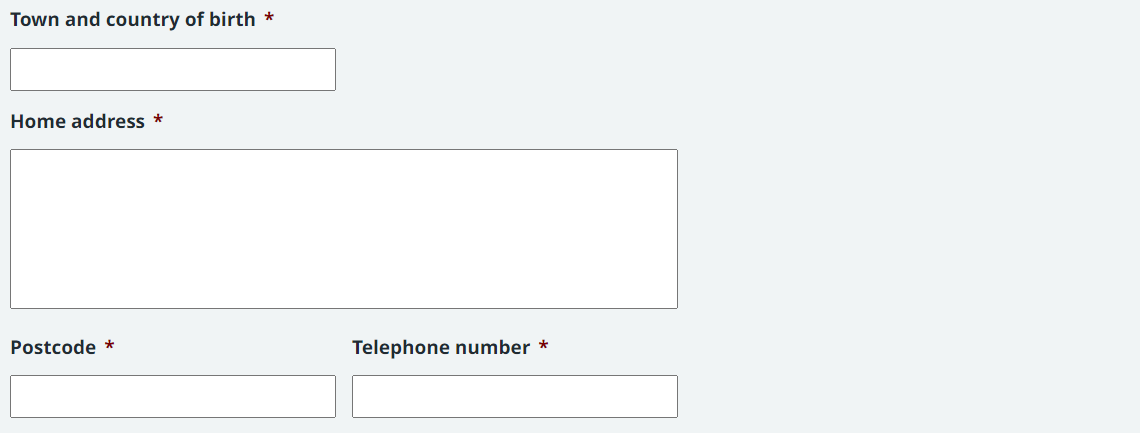 Town and country of birth *
Home address *
Postcode * Telephone number *